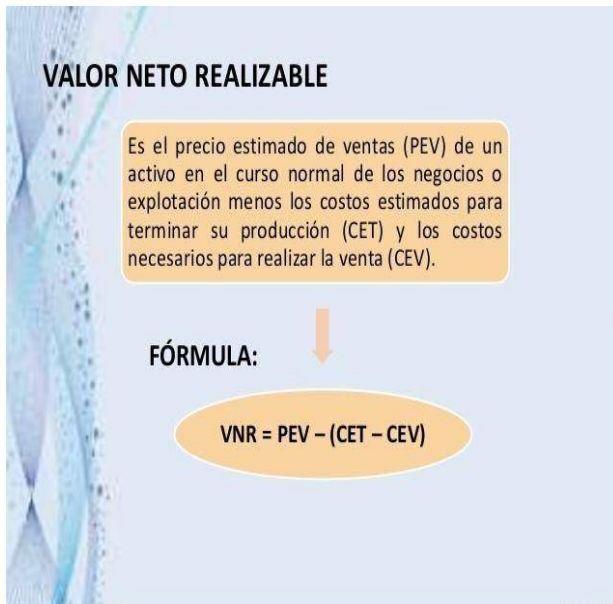 VALOR NETO REALIZABLE
Es el precio estimado de ventas (PEV) de un
activo en el curso normal de los negocios o
explotación menos los costos estimados para
terminar su producción (CET) y los costos
necesarios para realizar la venta (CEV).
FÓRMULA:
VNR = PEV – (CET – CEV)